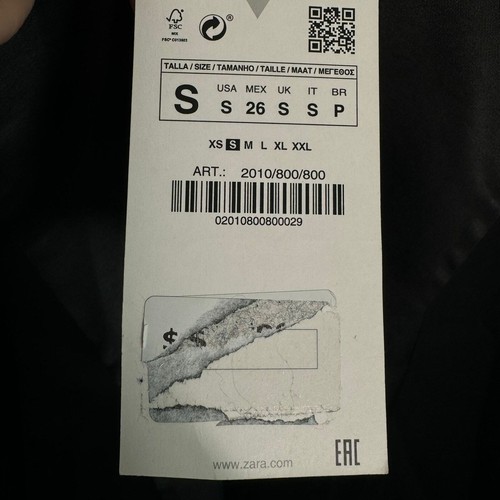 FSC
MIX
®
TALLA / SIZE / TAMANHO / TAILLE / MAAT / ΜΕΓΕΘΟΣ
S
USA MEX UK IT BR
S 26 S S P
XS S M L XL XXL
ART.: 2010/800/800
02010800800029
$ $
www.zara.com
EAC